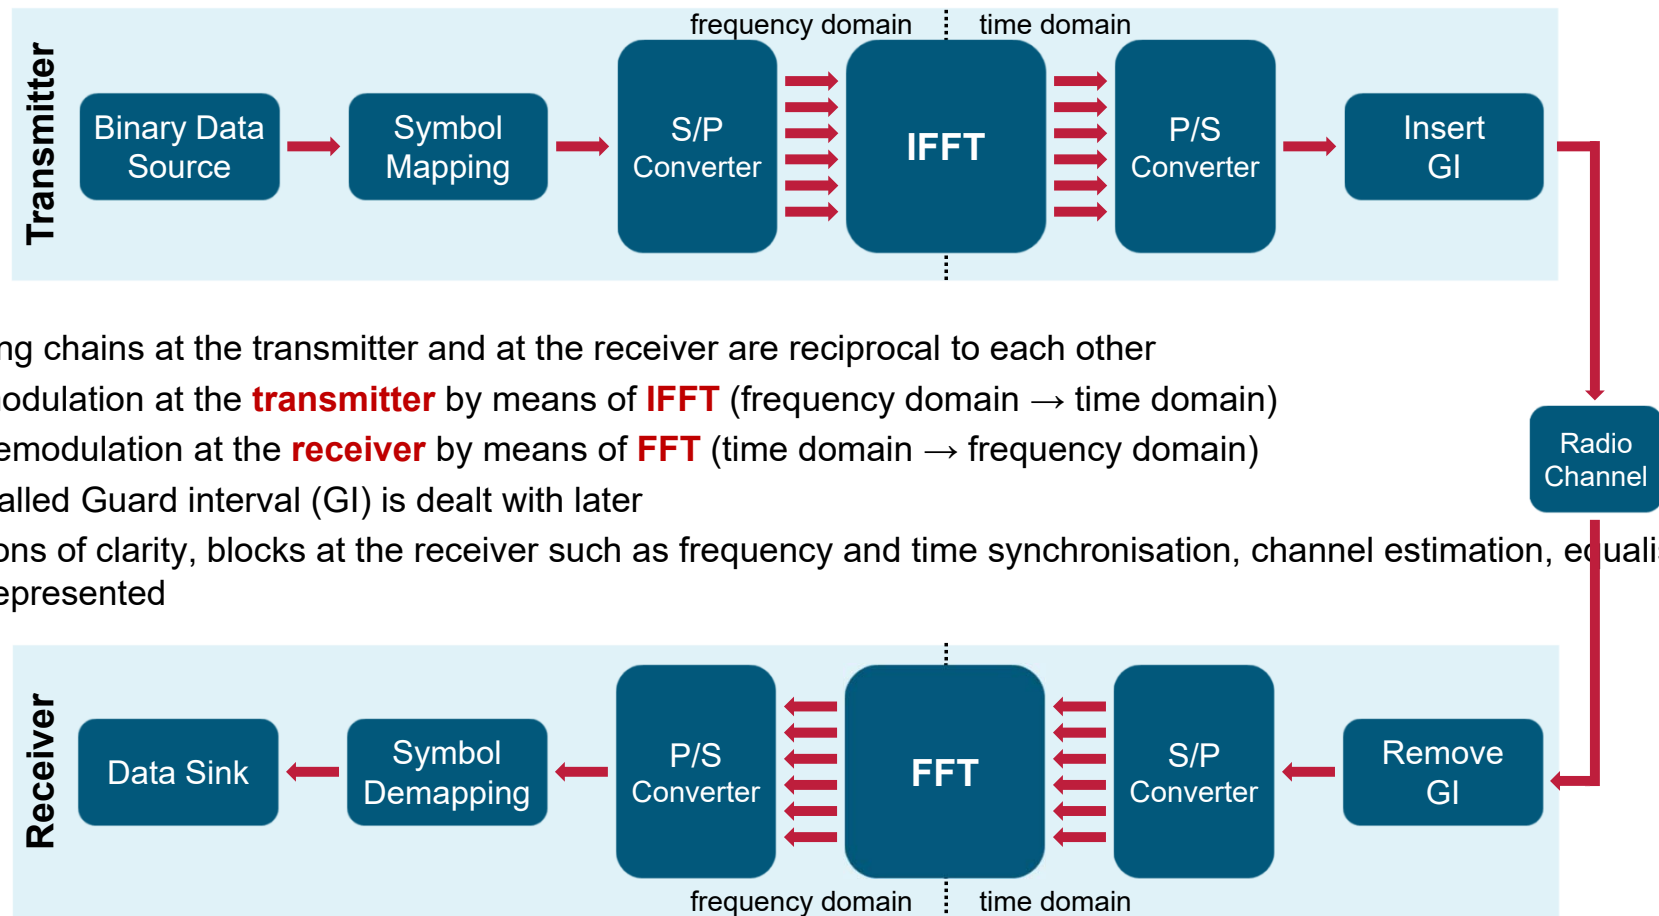 frequency domain
time domain
Transmitter
Binary Data
Source
Symbol
Mapping
S/P
Converter
IFFT
P/S
Converter
Insert
GI
ng chains at the transmitter and at the receiver are reciprocal to each other
odulation at the transmitter by means of IFFT (frequency domain → time domain)
emodulation at the receiver by means of FFT (time domain → frequency domain)
alled Guard interval (GI) is dealt with later
ons of clarity, blocks at the receiver such as frequency and time synchronisation, channel estimation, equalis
epresented
Radio
Channel
Receiver
Data Sink
Symbol
Demapping
P/S
Converter
FFT
S/P
Converter
Remove
GI
frequency domain
time domain